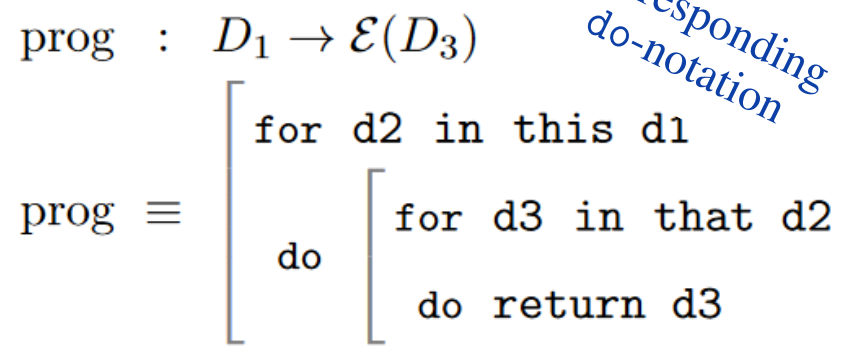 prog : D₁ → ℰ(D₃)
do-notation
for d2 in this d1
prog ≡
for d3 in that d2
do
do return d3